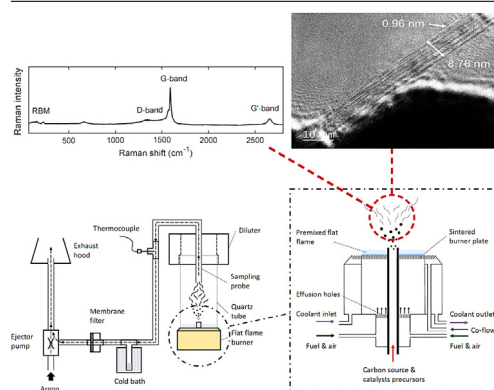 0.96 nm
8.76 nm
10 nm
Raman intensity
G-band
RBM
D-band
G'-band
500
1000
1500
2000
2500
Raman shift (cm⁻¹)
Thermocouple
Diluter
Exhaust
hood
Sampling
probe
Membrane
filter
Quartz
tube
Flat flame
burner
Ejector
pump
Cold bath
Argon
Premixed flat
flame
Sintered
burner plate
Effusion holes
Coolant inlet
Coolant outlet
Co-flow
Fuel & air
Fuel & air
Carbon source &
catalysts precursors